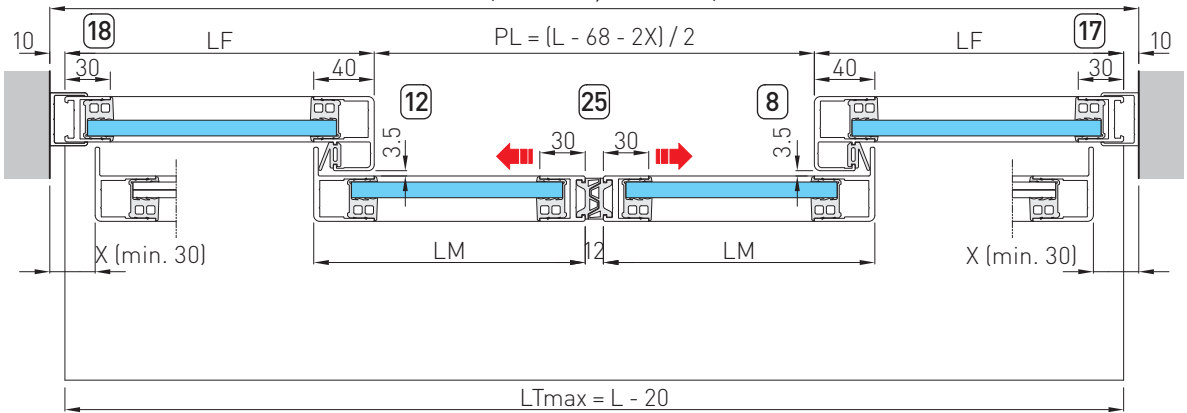 10 18 LF PL = (L - 68 - 2X) / 2 LF 17 10
30 40 40 30
12 25 8
3.5 30 30 3.5
X (min. 30) LM 12 LM X (min. 30)
LTmax = L - 20